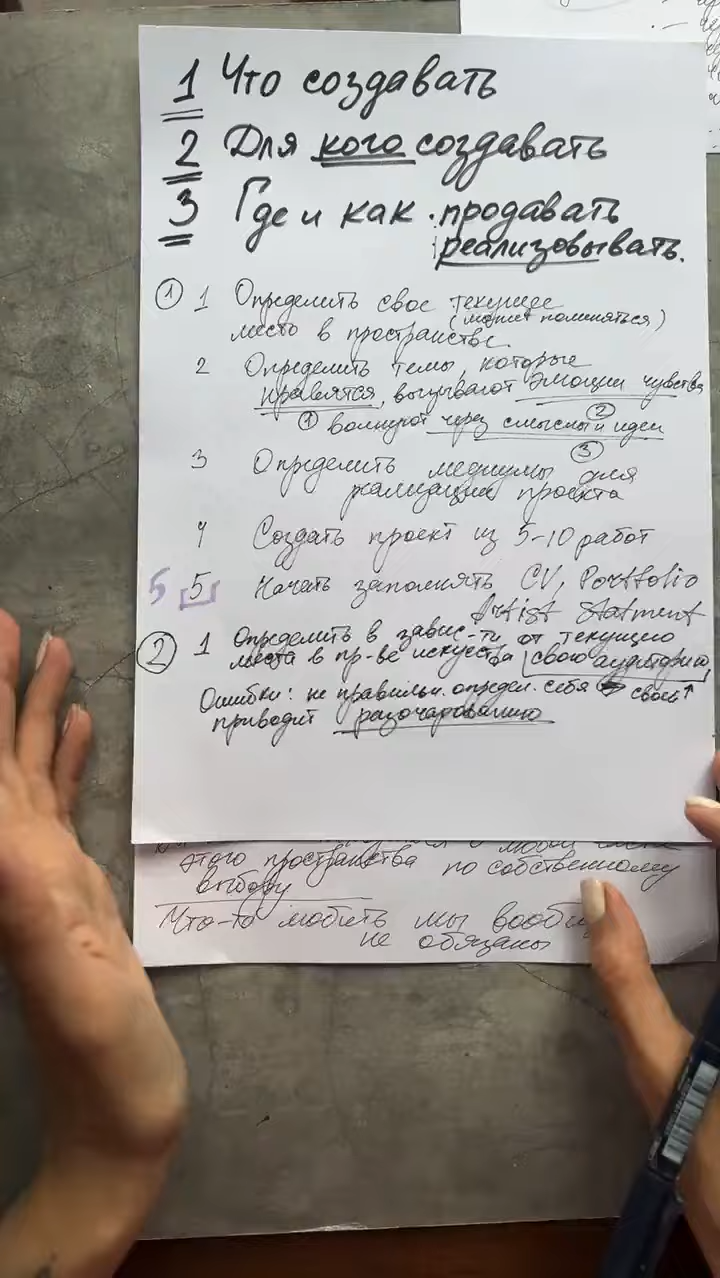 1 Что создавать
2 Для кого создавать
3 Где и как продавать
реализовывать.
① 1 Определить свое текущее
(может поменяться)
место в пространстве
2 Определить темы, которые
нравятся, вызывают эмоции чувства
① волнуют через смыслы и идеи ②
3 Определить медиумы для ③
реализации проекта
4 Создать проект из 5-10 работ
5 5 Начать заполнять CV, Portfolio
Artist Statment
② 1 Определить в завис-ти от текущего
места в пр-ве искусства свою аудиторию,
Ошибки: не правильн. определ. себя своей
приводит разочарованию
этого пространства по собственному
выбору
Что-то любить мы
не обязаны